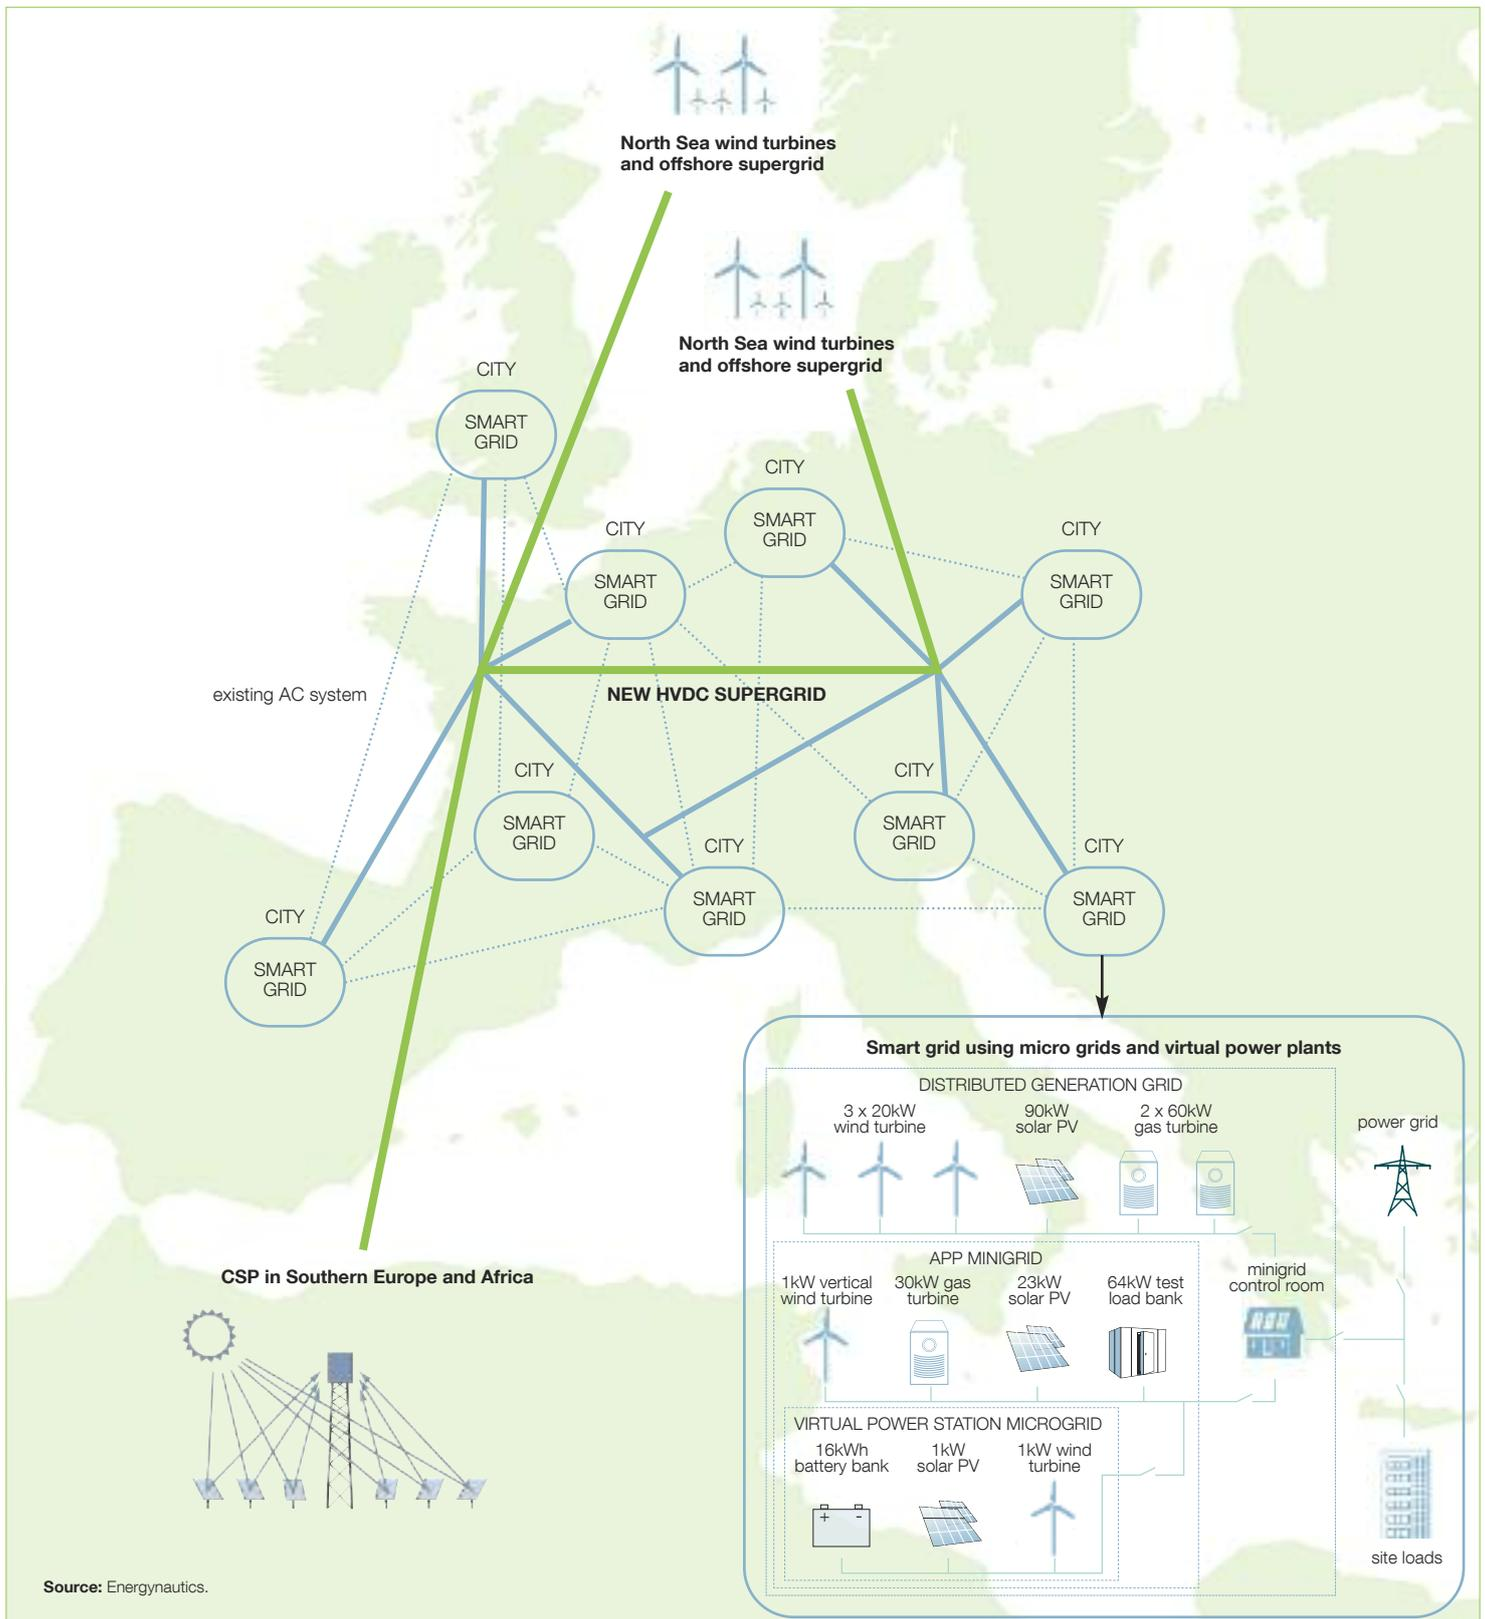 North Sea wind turbines
and offshore supergrid
North Sea wind turbines
and offshore supergrid
CITY
SMART
GRID
CITY
SMART
GRID
CITY
SMART
GRID
CITY
SMART
GRID
existing AC system
NEW HVDC SUPERGRID
CITY
SMART
GRID
CITY
SMART
GRID
CITY
SMART
GRID
CITY
SMART
GRID
CITY
SMART
GRID
CSP in Southern Europe and Africa
Smart grid using micro grids and virtual power plants
DISTRIBUTED GENERATION GRID
3 x 20kW
wind turbine
90kW
solar PV
2 x 60kW
gas turbine
power grid
APP MINIGRID
1kW vertical
wind turbine
30kW gas
turbine
23kW
solar PV
64kW test
load bank
minigrid
control room
VIRTUAL POWER STATION MICROGRID
16kWh
battery bank
1kW
solar PV
1kW wind
turbine
+ -
site loads
Source: Energynautics.